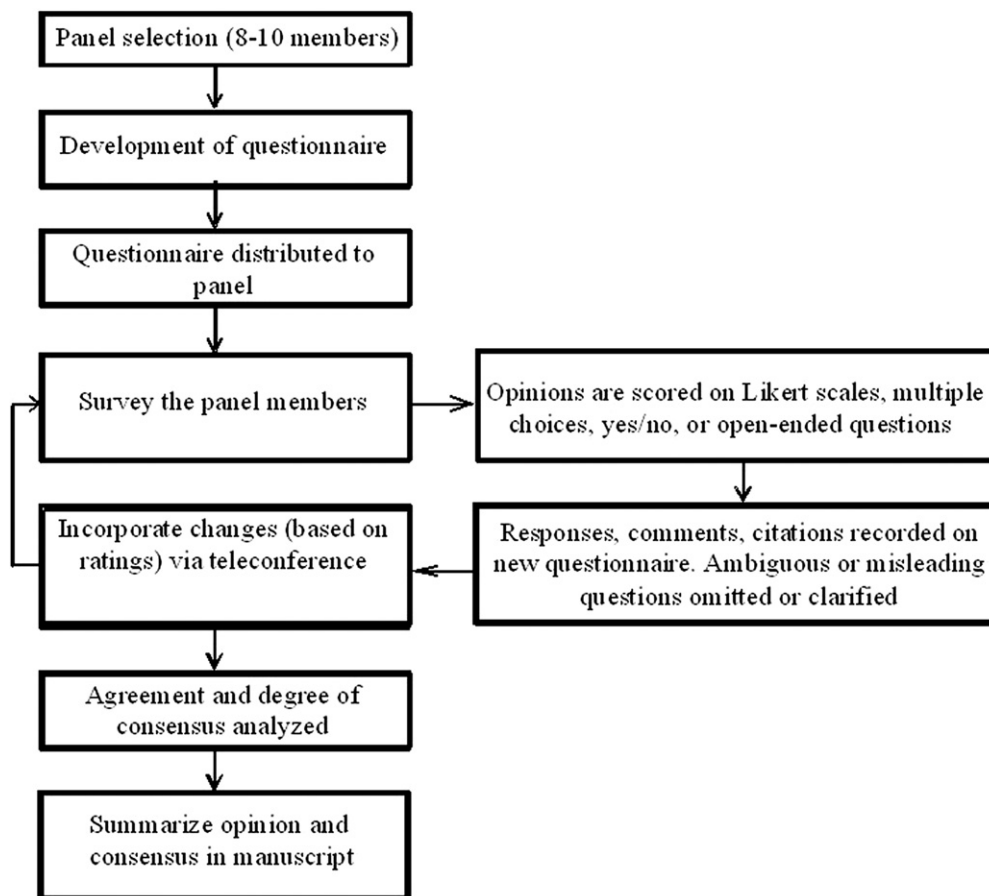 Panel selection (8-10 members)
Development of questionnaire
Questionnaire distributed to
panel
Survey the panel members
Opinions are scored on Likert scales, multiple
choices, yes/no, or open-ended questions
Responses, comments, citations recorded on
new questionnaire. Ambiguous or misleading
questions omitted or clarified
Incorporate changes (based on
ratings) via teleconference
Agreement and degree of
consensus analyzed
Summarize opinion and
consensus in manuscript